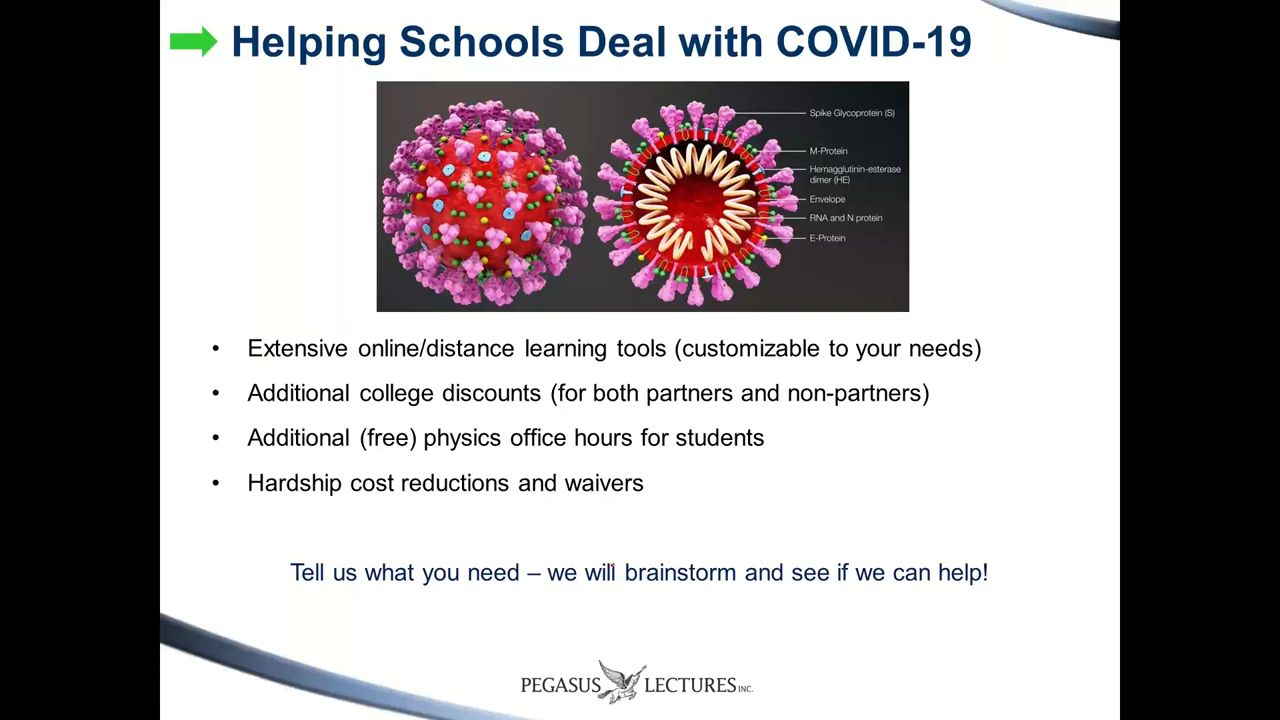 Helping Schools Deal with COVID-19
Spike Glycoprotein (S)
M-Protein
Hemagglutinin-esterase
dimer (HE)
Envelope
RNA and N protein
E-Protein
• Extensive online/distance learning tools (customizable to your needs)
• Additional college discounts (for both partners and non-partners)
• Additional (free) physics office hours for students
• Hardship cost reductions and waivers
Tell us what you need – we will brainstorm and see if we can help!
PEGASUS LECTURES INC.